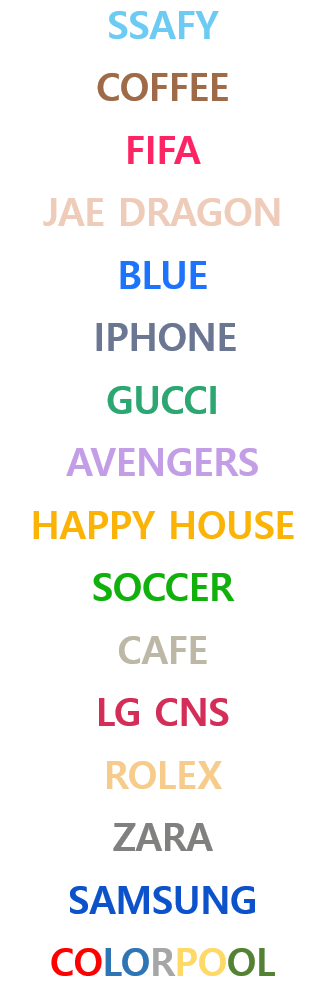 SSAFY
COFFEE
FIFA
JAE DRAGON
BLUE
IPHONE
GUCCI
AVENGERS
HAPPY HOUSE
SOCCER
CAFE
LG CNS
ROLEX
ZARA
SAMSUNG
COLORPOOL